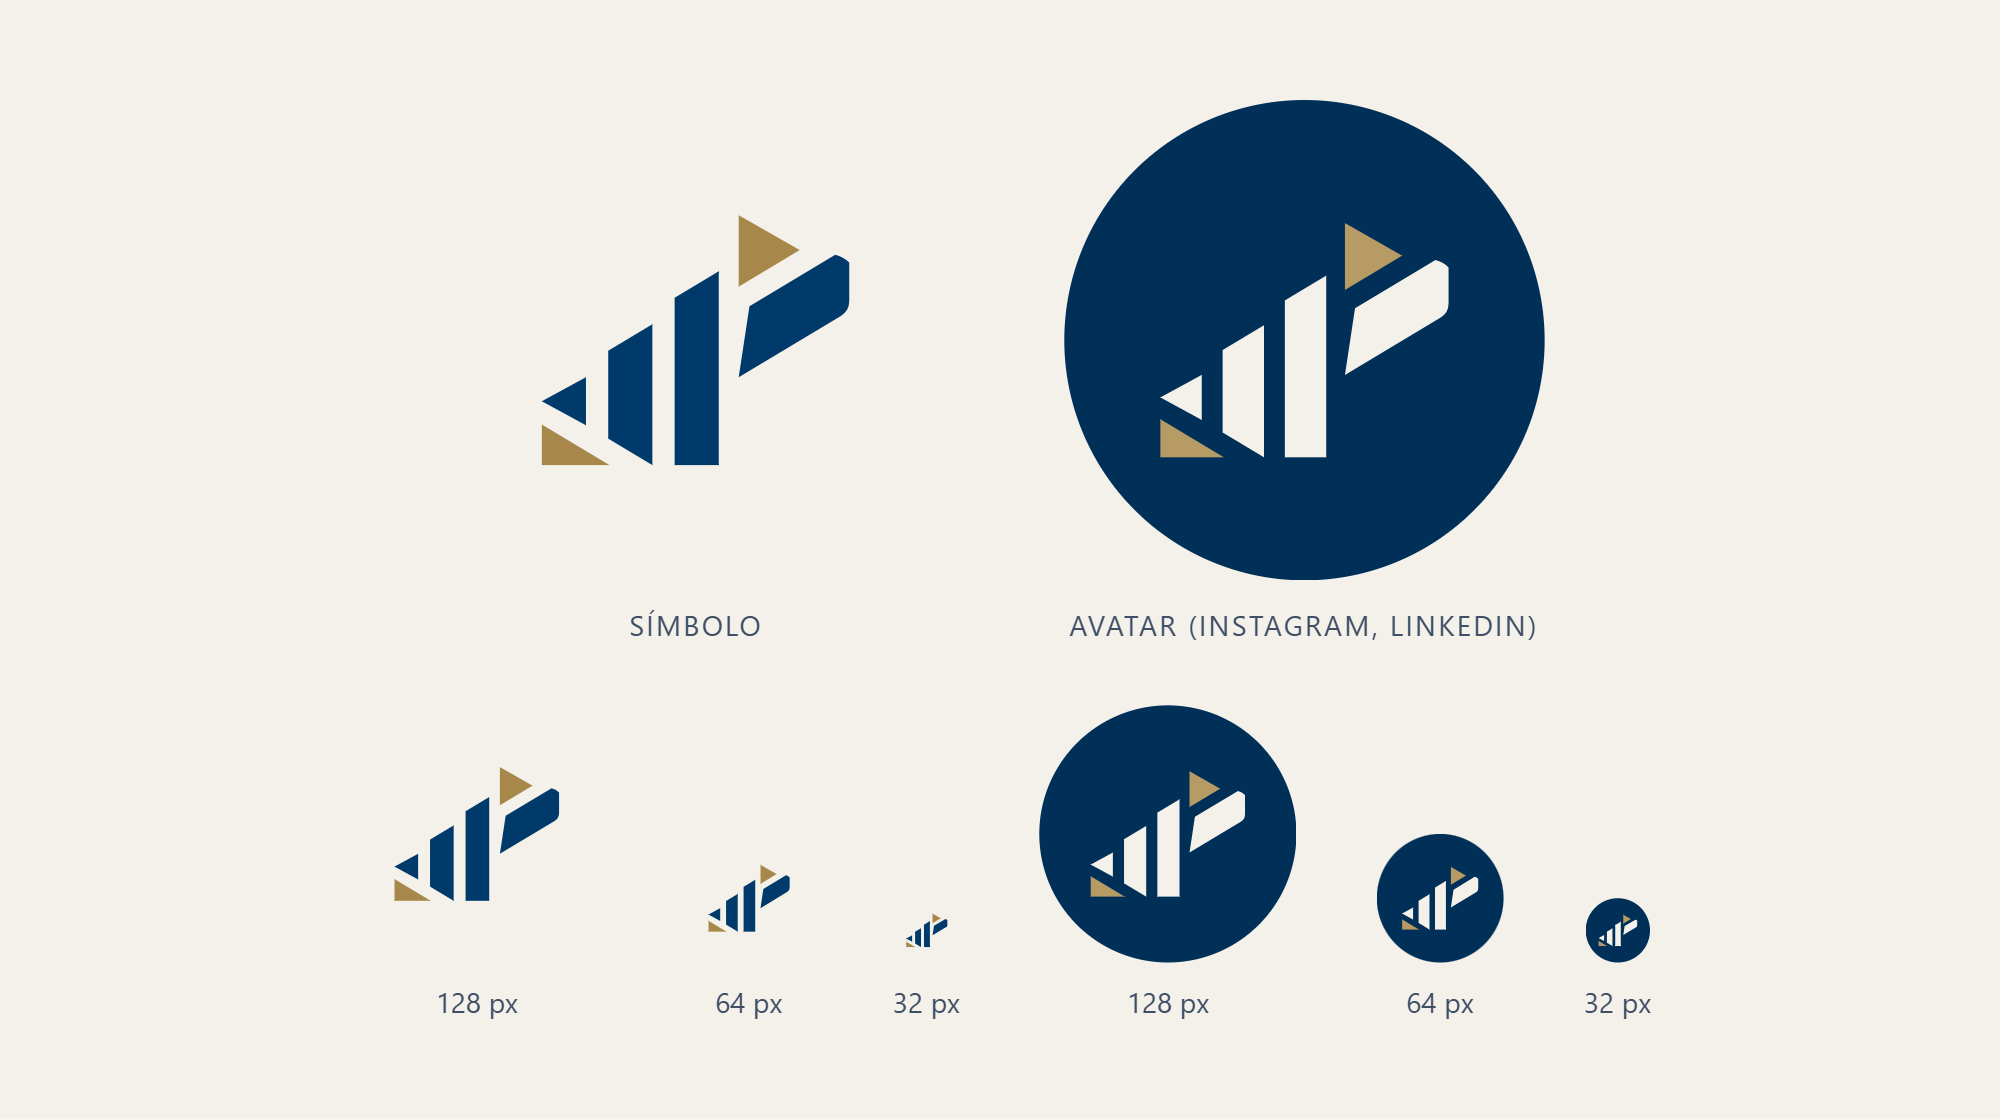 SÍMBOLO
AVATAR (INSTAGRAM, LINKEDIN)
128 px
64 px
32 px
128 px
64 px
32 px